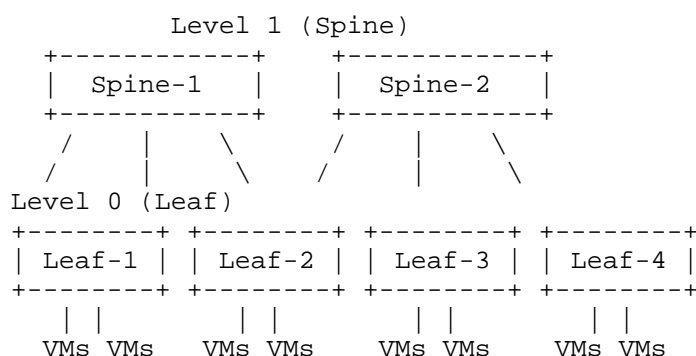 Level 1 (Spine)
Spine-1 Spine-2
Level 0 (Leaf)
Leaf-1 Leaf-2 Leaf-3 Leaf-4
VMs VMs VMs VMs VMs VMs VMs VMs